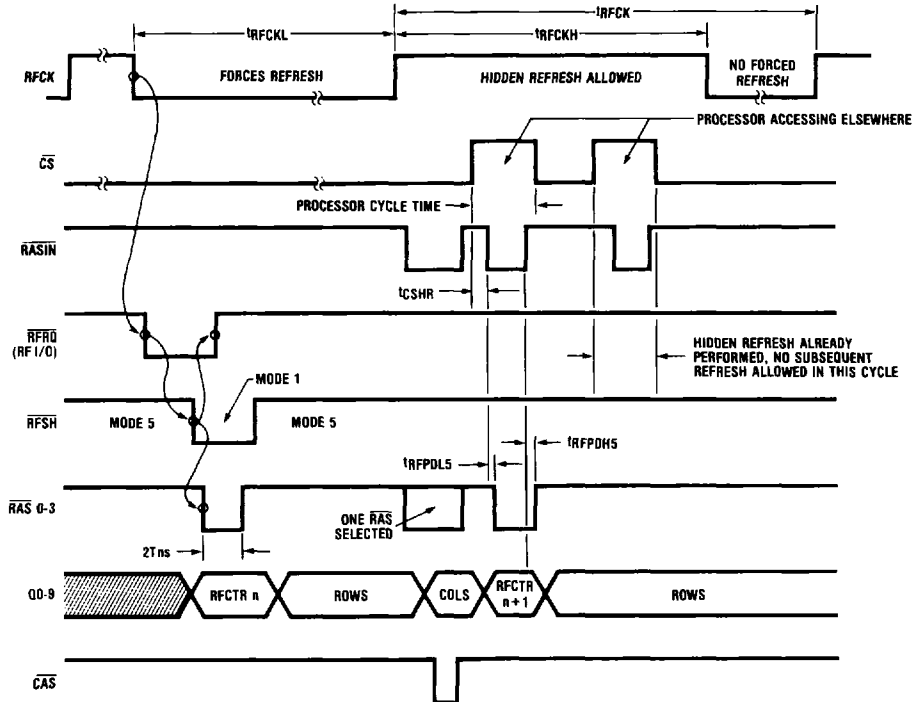 tRFCK
tRFCKL
tRFCKH
RFCK
FORCES REFRESH
HIDDEN REFRESH ALLOWED
NO FORCED
REFRESH
PROCESSOR ACCESSING ELSEWHERE
CS
PROCESSOR CYCLE TIME
RASIN
tCSHR
RFRQ
(RF I/O)
HIDDEN REFRESH ALREADY
PERFORMED, NO SUBSEQUENT
REFRESH ALLOWED IN THIS CYCLE
MODE 1
RFSH
MODE 5
MODE 5
tRFPDL5
tRFPDH5
RAS 0-3
ONE RAS
SELECTED
2Tns
Q0-9
RFCTR n
ROWS
COLS
RFCTR
n+1
ROWS
CAS